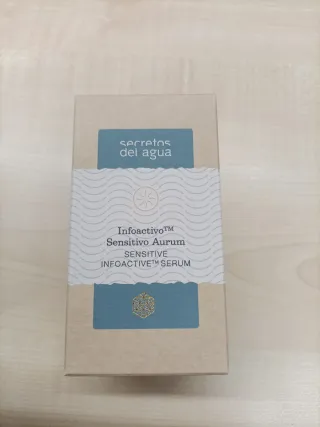 secretos
del agua
Infoactivo™
Sensitivo Aurum
SENSITIVE
INFOACTIVE™ SERUM